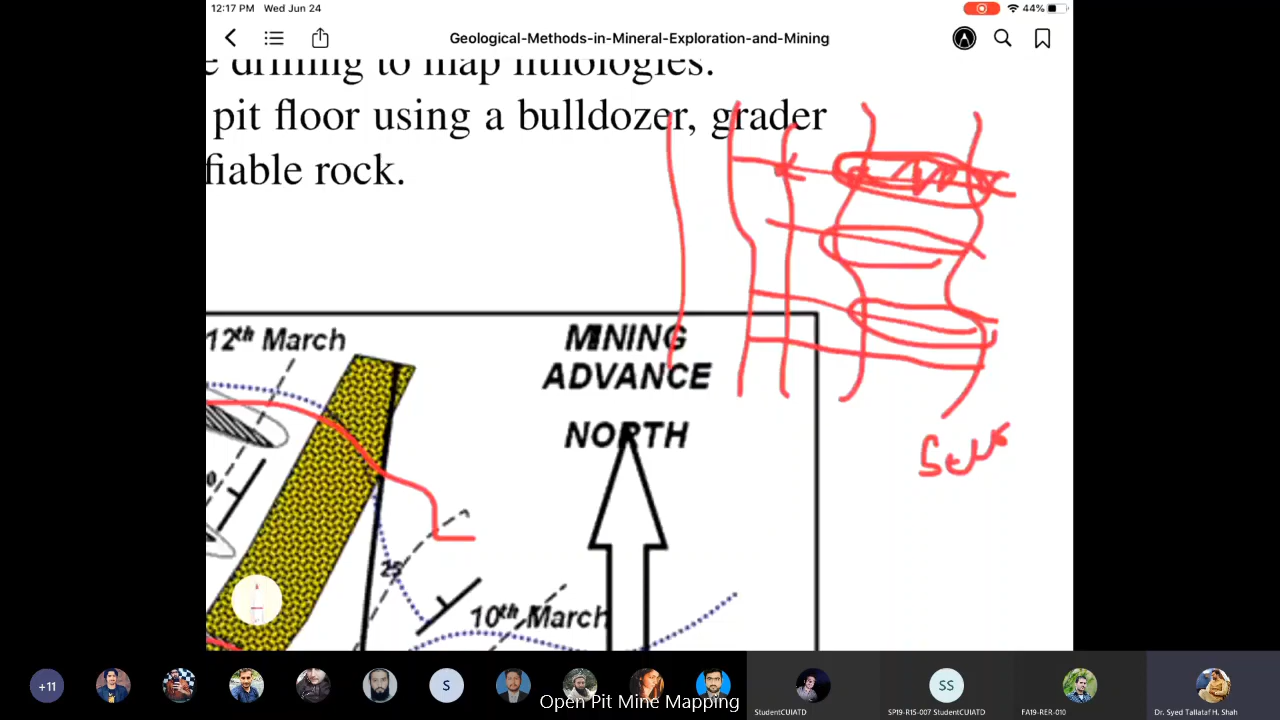 12:17 PM Wed Jun 24
44%
Geological-Methods-in-Mineral-Exploration-and-Mining
e drilling to map lithologies.
pit floor using a bulldozer, grader
fiable rock.
12th March
MINING
ADVANCE
NORTH
25
10th March
+11
S
SS
Open Pit Mine Mapping
StudentCUIATD
SP19-R15-007 StudentCUIATD
FA19-RER-010
Dr. Syed Tallataf H. Shah